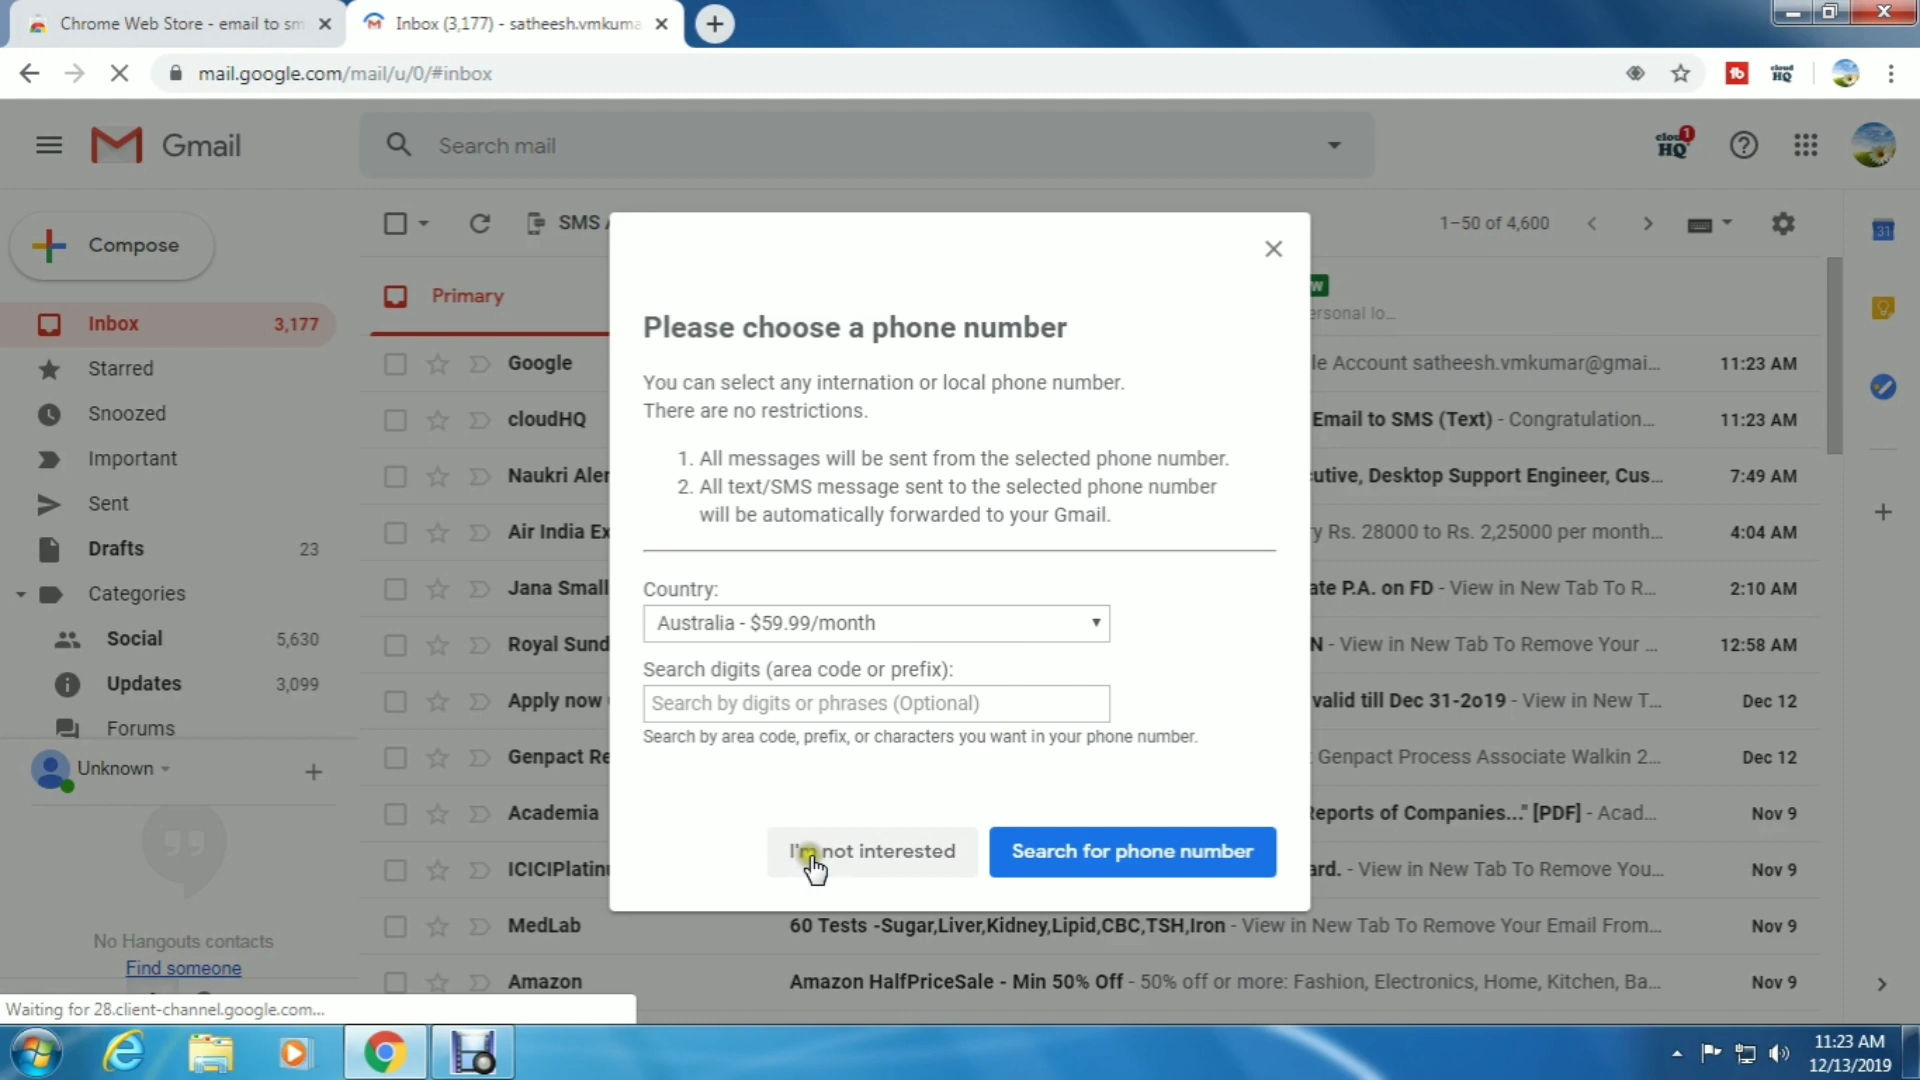 Chrome Web Store - email to sm
Inbox (3,177) - satheesh.vmkuma
mail.google.com/mail/u/0/#inbox
cloud
HQ
Gmail
Search mail
1
HQ
Compose
SMS
1–50 of 4,600
31
Inbox 3,177
Starred
Snoozed
Important
Sent
Drafts 23
Categories
Social 5,630
Updates 3,099
Forums
Unknown
No Hangouts contacts
Find someone
Primary
ersonal lo...
Google le Account satheesh.vmkumar@gmai... 11:23 AM
cloudHQ Email to SMS (Text) - Congratulation... 11:23 AM
Naukri Aler utive, Desktop Support Engineer, Cus... 7:49 AM
Air India Ex y Rs. 28000 to Rs. 2,25000 per month... 4:04 AM
Jana Small ate P.A. on FD - View in New Tab To R... 2:10 AM
Royal Sund N - View in New Tab To Remove Your ... 12:58 AM
Apply now valid till Dec 31-2o19 - View in New T... Dec 12
Genpact Re Genpact Process Associate Walkin 2... Dec 12
Academia Reports of Companies..." [PDF] - Acad... Nov 9
ICICIPlatinu ard. - View in New Tab To Remove You... Nov 9
MedLab 60 Tests -Sugar,Liver,Kidney,Lipid,CBC,TSH,Iron - View in New Tab To Remove Your Email From... Nov 9
Amazon Amazon HalfPriceSale - Min 50% Off - 50% off or more: Fashion, Electronics, Home, Kitchen, Ba... Nov 9
Please choose a phone number
You can select any internation or local phone number.
There are no restrictions.
1. All messages will be sent from the selected phone number.
2. All text/SMS message sent to the selected phone number
will be automatically forwarded to your Gmail.
Country:
Australia - $59.99/month
Search digits (area code or prefix):
Search by digits or phrases (Optional)
Search by area code, prefix, or characters you want in your phone number.
I'm not interested
Search for phone number
Waiting for 28.client-channel.google.com...
11:23 AM
12/13/2019